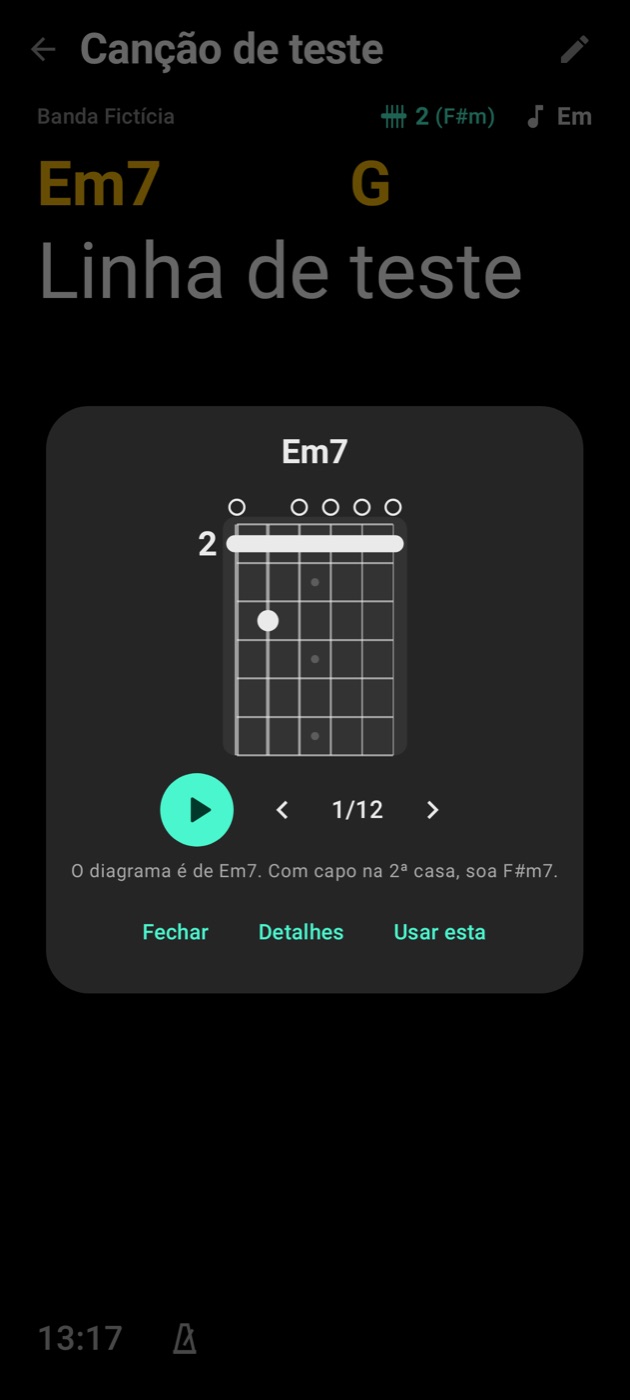 Canção de teste
Banda Fictícia
2 (F#m)
Em
Em7 G
Linha de teste
Em7
2
1/12
O diagrama é de Em7. Com capo na 2ª casa, soa F#m7.
Fechar
Detalhes
Usar esta
13:17